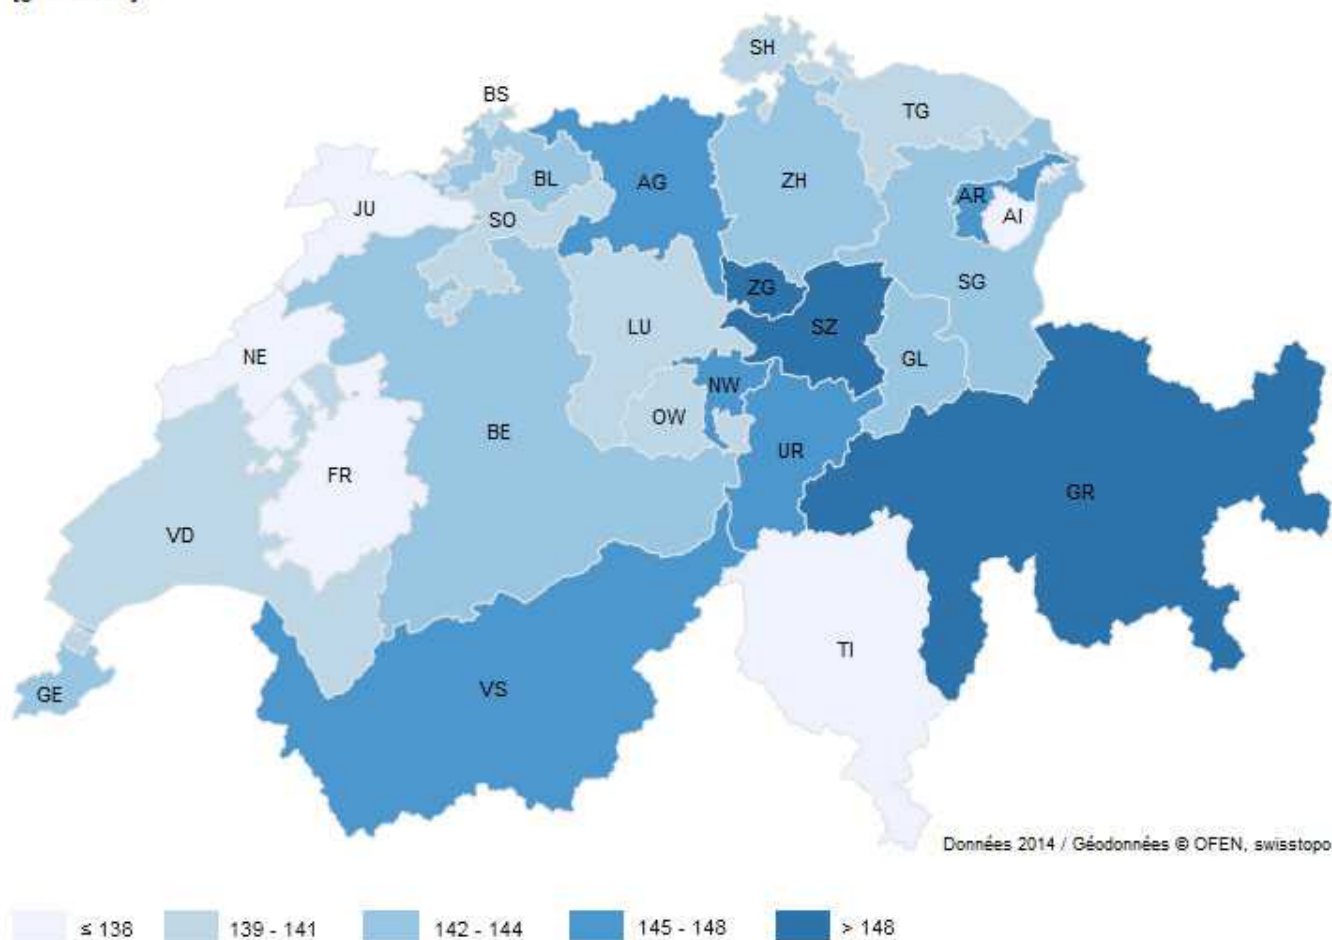 SH
BS
TG
BL
AG
ZH
JU
AR
AI
SO
SG
ZG
LU
SZ
NE
GL
NW
OW
BE
UR
FR
GR
VD
TI
GE
VS
Données 2014 / Géodonnées © OFEN, swisstopo
≤ 138
139 - 141
142 - 144
145 - 148
> 148